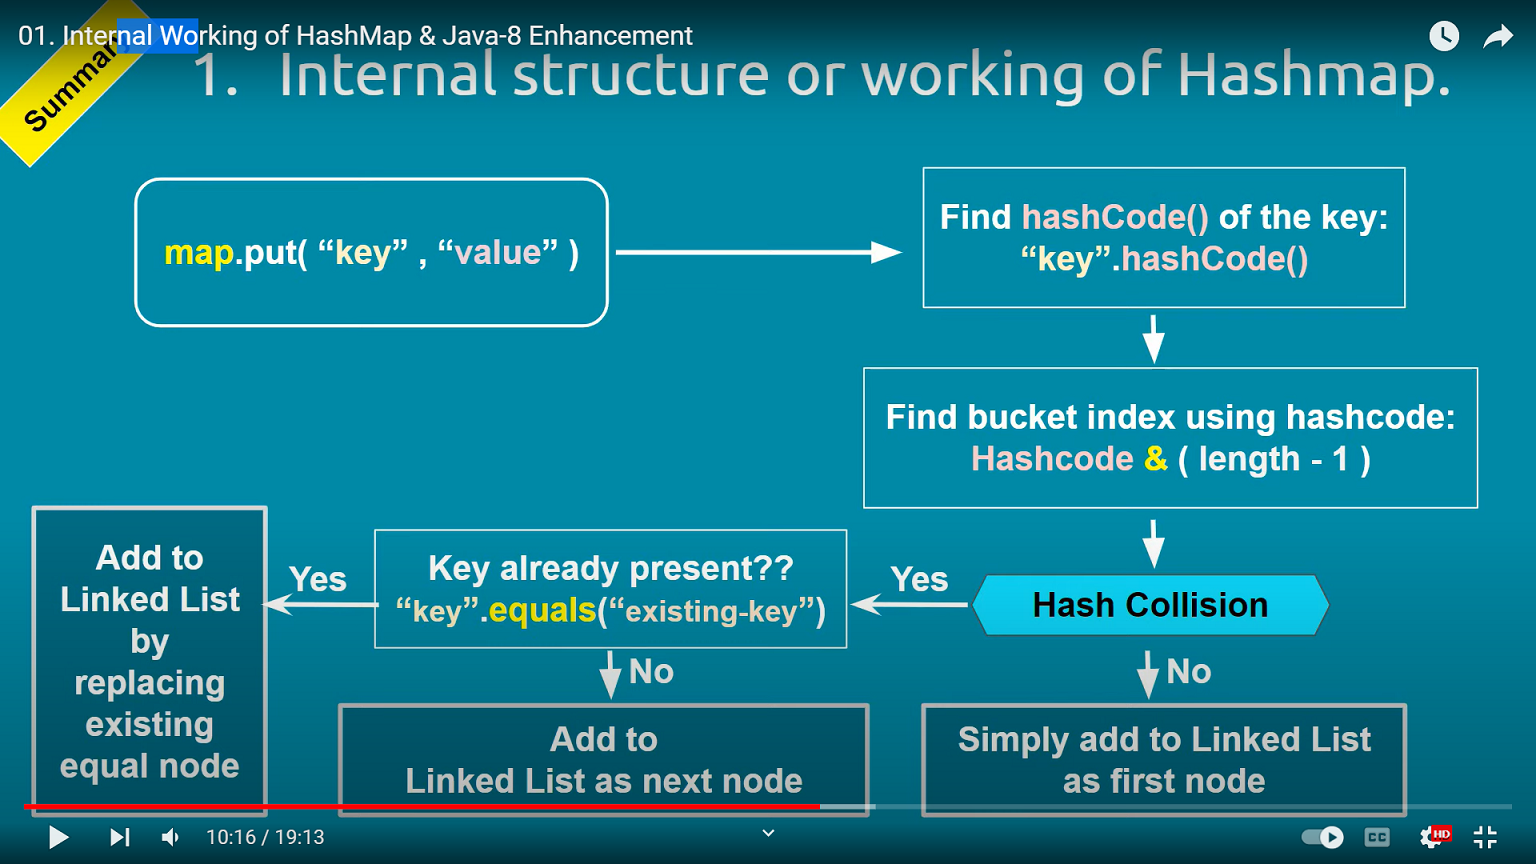 01. Internal Working of HashMap & Java-8 Enhancement
Summary
1. Internal structure or working of Hashmap.
map.put( “key” , “value” )
Find hashCode() of the key:
“key”.hashCode()
Find bucket index using hashcode:
Hashcode & ( length - 1 )
Hash Collision
Yes
Key already present??
“key”.equals(“existing-key”)
Yes
Add to
Linked List
by
replacing
existing
equal node
No
Add to
Linked List as next node
No
Simply add to Linked List
as first node
10:16 / 19:13
CC
HD